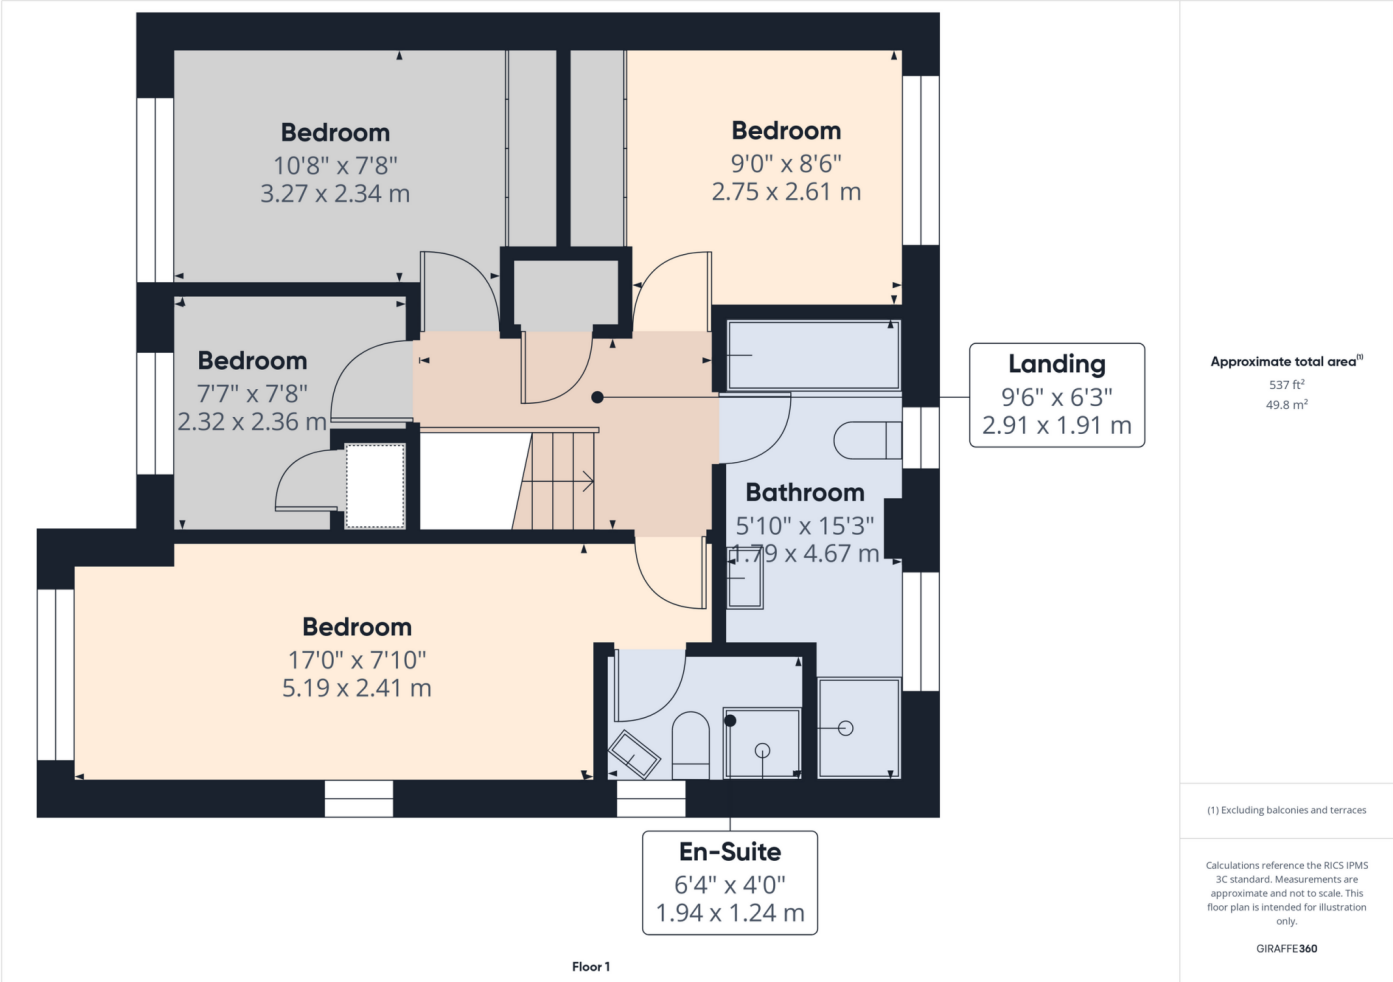 Bedroom
10'8" x 7'8"
3.27 x 2.34 m
Bedroom
9'0" x 8'6"
2.75 x 2.61 m
Bedroom
7'7" x 7'8"
2.32 x 2.36 m
Landing
9'6" x 6'3"
2.91 x 1.91 m
Bathroom
5'10" x 15'3"
1.79 x 4.67 m
Bedroom
17'0" x 7'10"
5.19 x 2.41 m
En-Suite
6'4" x 4'0"
1.94 x 1.24 m
Floor 1
Approximate total area(1)
537 ft²
49.8 m²
(1) Excluding balconies and terraces
Calculations reference the RICS IPMS
3C standard. Measurements are
approximate and not to scale. This
floor plan is intended for illustration
only.
GIRAFFE360